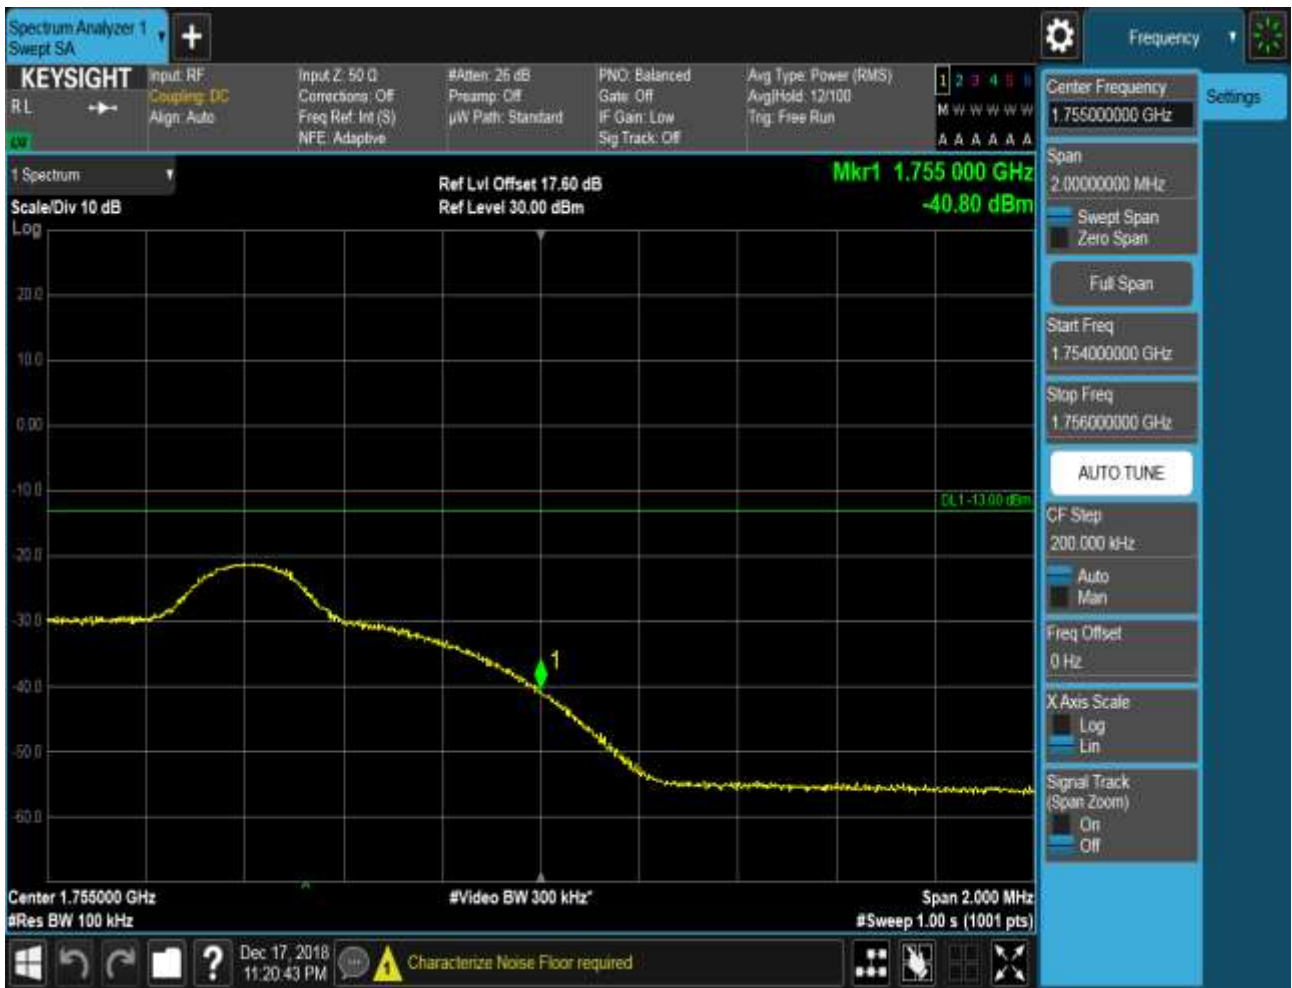 Spectrum Analyzer 1
Swept SA
+
Frequency
KEYSIGHT
R L
Input: RF
Coupling: DC
Align: Auto
Input Z: 50 Ω
Corrections: Off
Freq Ref: Int (S)
NFE: Adaptive
#Atten: 26 dB
Preamp: Off
µW Path: Standard
PNO: Balanced
Gate: Off
IF Gain: Low
Sig Track: Off
Avg Type: Power (RMS)
Avg|Hold: 12/100
Trig: Free Run
1 2 3 4 5 6
M W W W W W
A A A A A A
1 Spectrum
Scale/Div 10 dB
Log
Ref Lvl Offset 17.60 dB
Ref Level 30.00 dBm
Mkr1 1.755 000 GHz
-40.80 dBm
20.0
10.0
0.00
-10.0
-20.0
-30.0
-40.0
-50.0
-60.0
DL1 -13.00 dBm
1
Center 1.755000 GHz
#Res BW 100 kHz
#Video BW 300 kHz*
Span 2.000 MHz
#Sweep 1.00 s (1001 pts)
Center Frequency
1.755000000 GHz
Settings
Span
2.00000000 MHz
Swept Span
Zero Span
Full Span
Start Freq
1.754000000 GHz
Stop Freq
1.756000000 GHz
AUTO TUNE
CF Step
200.000 kHz
Auto
Man
Freq Offset
0 Hz
X Axis Scale
Log
Lin
Signal Track
(Span Zoom)
On
Off
?
Dec 17, 2018
11:20:43 PM
1
Characterize Noise Floor required